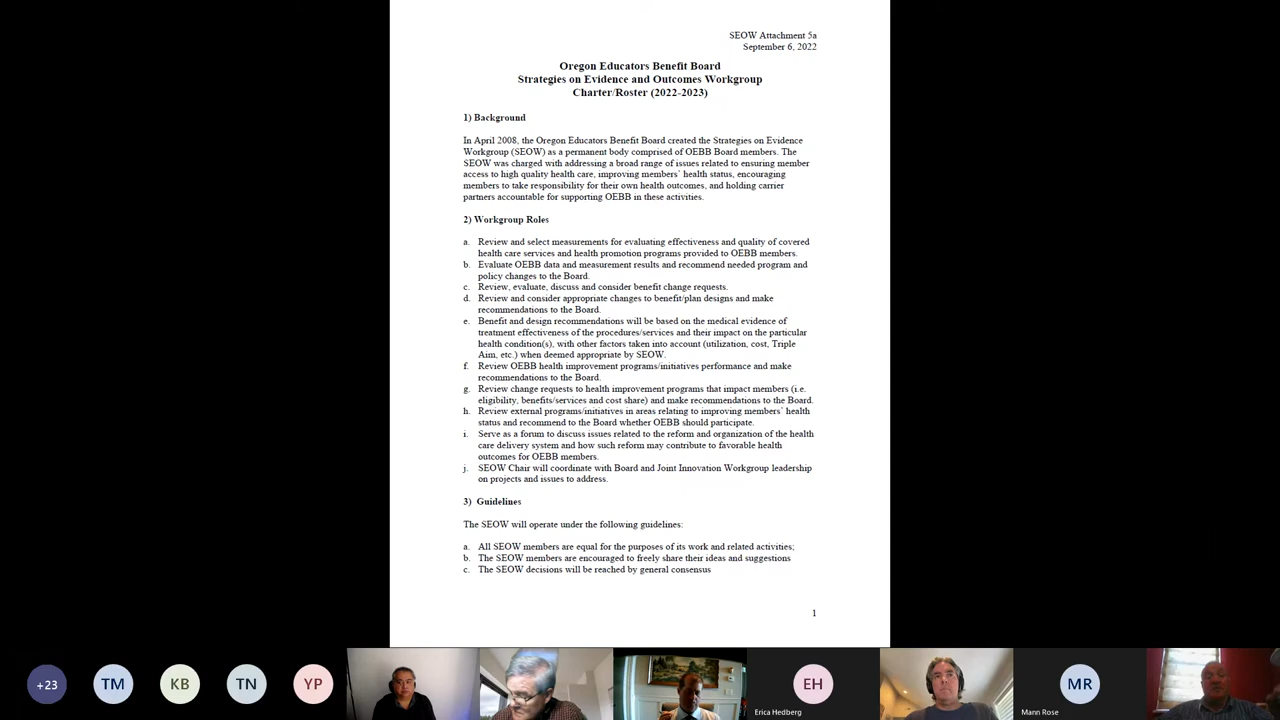 SEOW Attachment 5a
September 6, 2022
Oregon Educators Benefit Board
Strategies on Evidence and Outcomes Workgroup
Charter/Roster (2022-2023)
1) Background
In April 2008, the Oregon Educators Benefit Board created the Strategies on Evidence
Workgroup (SEOW) as a permanent body comprised of OEBB Board members. The
SEOW was charged with addressing a broad range of issues related to ensuring member
access to high quality health care, improving members' health status, encouraging
members to take responsibility for their own health outcomes, and holding carrier
partners accountable for supporting OEBB in these activities.
2) Workgroup Roles
a. Review and select measurements for evaluating effectiveness and quality of covered
health care services and health promotion programs provided to OEBB members.
b. Evaluate OEBB data and measurement results and recommend needed program and
policy changes to the Board.
c. Review, evaluate, discuss and consider benefit change requests.
d. Review and consider appropriate changes to benefit/plan designs and make
recommendations to the Board.
e. Benefit and design recommendations will be based on the medical evidence of
treatment effectiveness of the procedures/services and their impact on the particular
health condition(s), with other factors taken into account (utilization, cost, Triple
Aim, etc.) when deemed appropriate by SEOW.
f. Review OEBB health improvement programs/initiatives performance and make
recommendations to the Board.
g. Review change requests to health improvement programs that impact members (i.e.
eligibility, benefits/services and cost share) and make recommendations to the Board.
h. Review external programs/initiatives in areas relating to improving members' health
status and recommend to the Board whether OEBB should participate.
i. Serve as a forum to discuss issues related to the reform and organization of the health
care delivery system and how such reform may contribute to favorable health
outcomes for OEBB members.
j. SEOW Chair will coordinate with Board and Joint Innovation Workgroup leadership
on projects and issues to address.
3) Guidelines
The SEOW will operate under the following guidelines:
a. All SEOW members are equal for the purposes of its work and related activities;
b. The SEOW members are encouraged to freely share their ideas and suggestions
c. The SEOW decisions will be reached by general consensus
1
+23
TM
KB
TN
YP
EH
MR
Erica Hedberg
Mann Rose